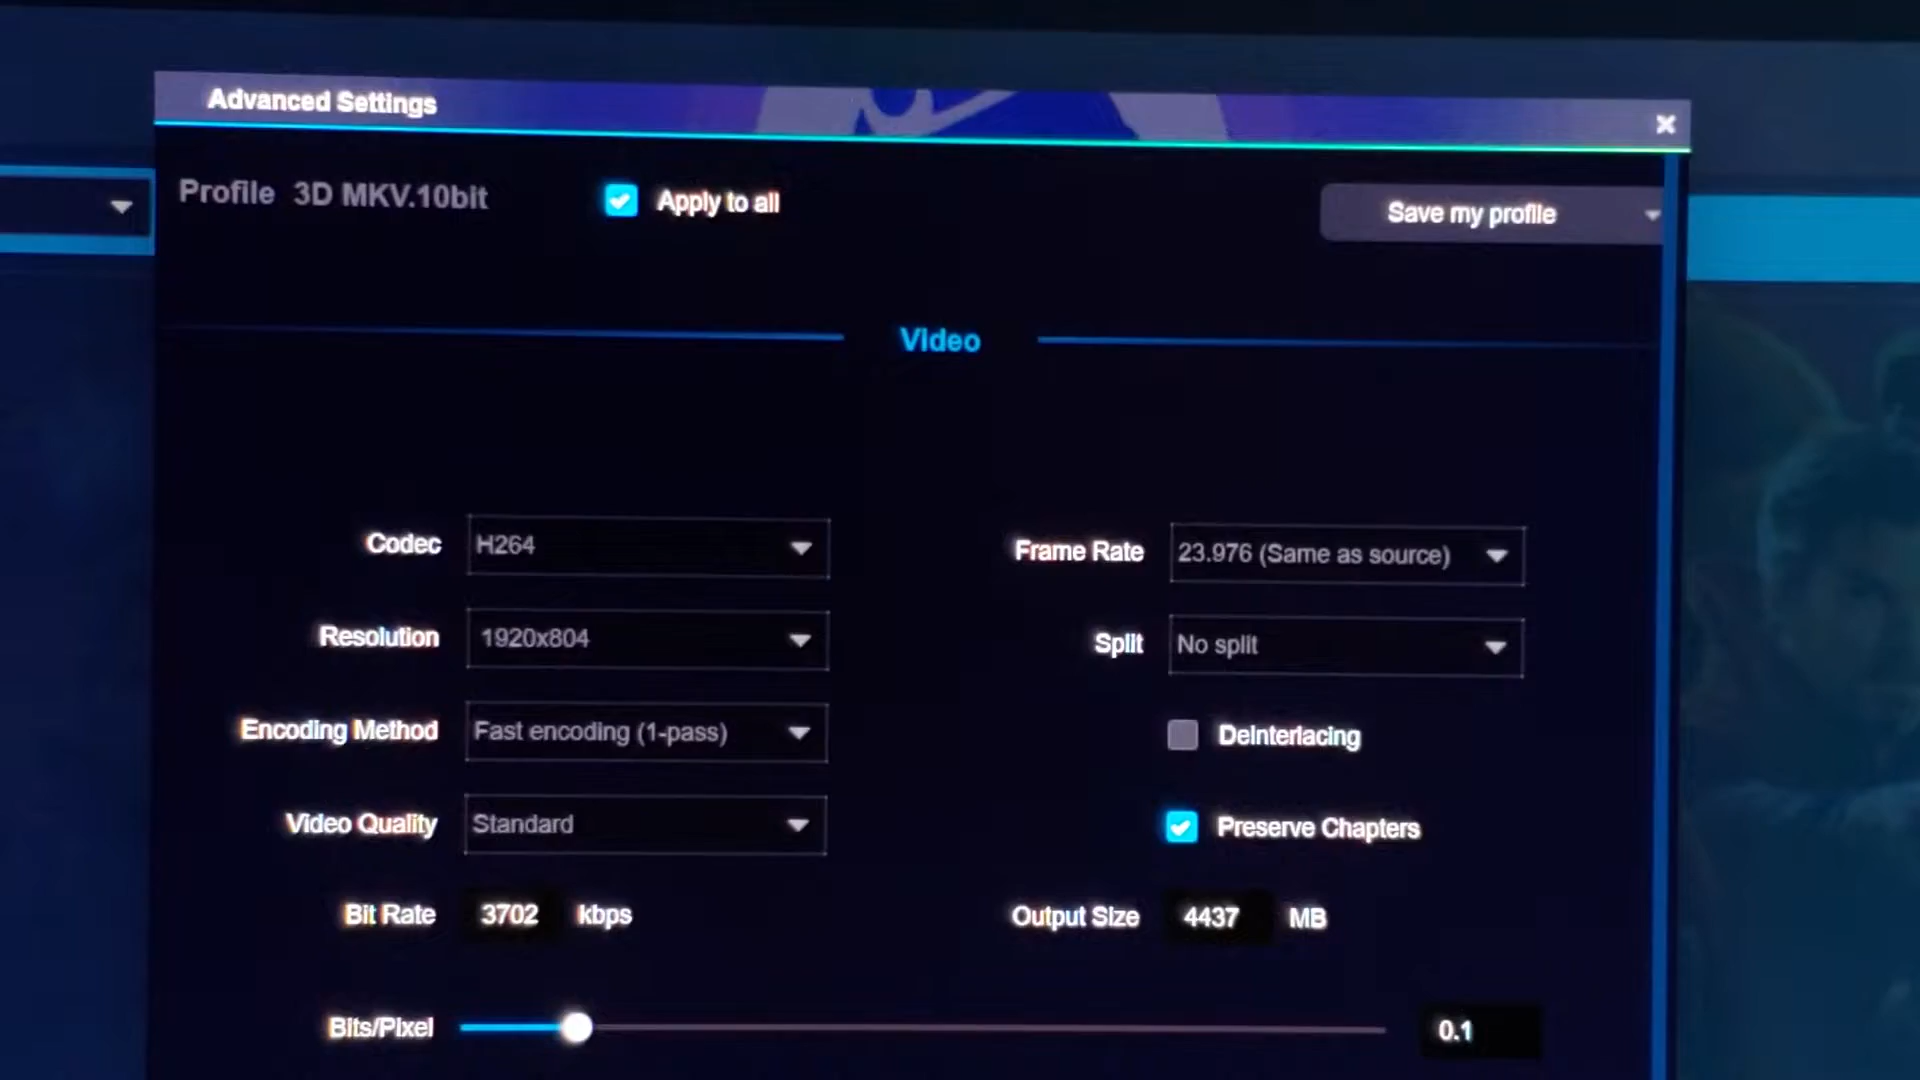 Advanced Settings
Profile 3D MKV.10bit
Apply to all
Save my profile
Video
Codec H264
Frame Rate 23.976 (Same as source)
Resolution 1920x804
Split No split
Encoding Method Fast encoding (1-pass)
Deinterlacing
Video Quality Standard
Preserve Chapters
Bit Rate 3702 kbps
Output Size 4437 MB
Bits/Pixel 0.1